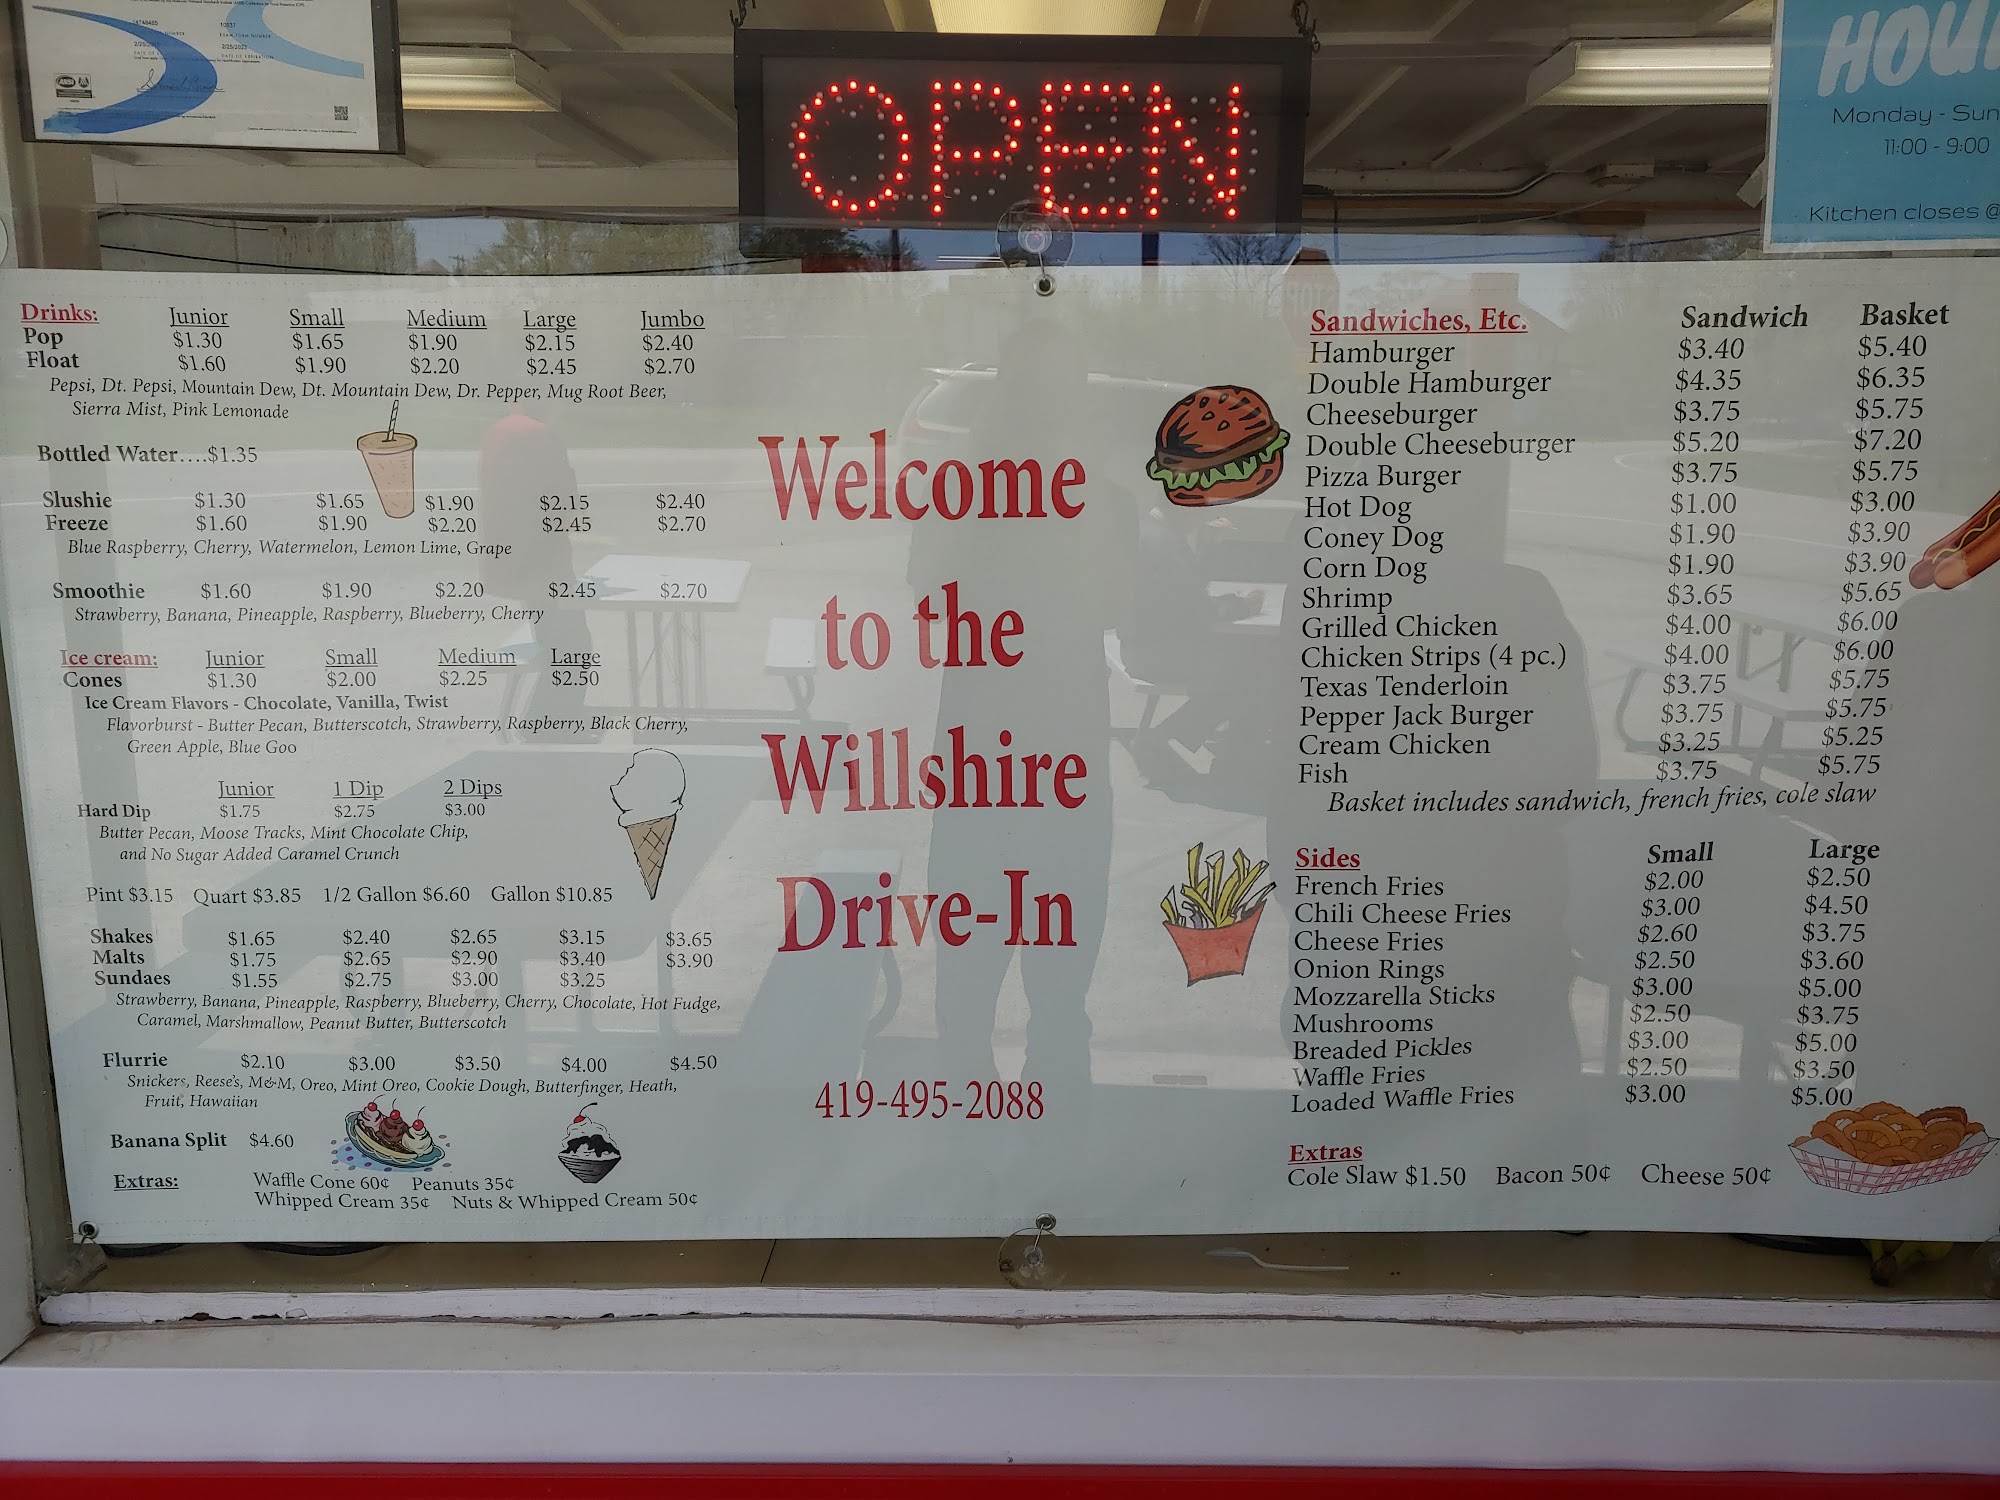 14748465 10937
EXAM FORM NUMBER
2/25/2022
OPEN
HOU
Monday - Sun
11:00 - 9:00
Kitchen closes @
Drinks: Junior Small Medium Large Jumbo
Pop $1.30 $1.65 $1.90 $2.15 $2.40
Float $1.60 $1.90 $2.20 $2.45 $2.70
Pepsi, Dt. Pepsi, Mountain Dew, Dt. Mountain Dew, Dr. Pepper, Mug Root Beer,
Sierra Mist, Pink Lemonade
Bottled Water....$1.35
Slushie $1.30 $1.65 $1.90 $2.15 $2.40
Freeze $1.60 $1.90 $2.20 $2.45 $2.70
Blue Raspberry, Cherry, Watermelon, Lemon Lime, Grape
Smoothie $1.60 $1.90 $2.20 $2.45 $2.70
Strawberry, Banana, Pineapple, Raspberry, Blueberry, Cherry
Ice cream: Junior Small Medium Large
Cones $1.30 $2.00 $2.25 $2.50
Ice Cream Flavors - Chocolate, Vanilla, Twist
Flavorburst - Butter Pecan, Butterscotch, Strawberry, Raspberry, Black Cherry,
Green Apple, Blue Goo
Junior 1 Dip 2 Dips
Hard Dip $1.75 $2.75 $3.00
Butter Pecan, Moose Tracks, Mint Chocolate Chip,
and No Sugar Added Caramel Crunch
Pint $3.15 Quart $3.85 1/2 Gallon $6.60 Gallon $10.85
Shakes $1.65 $2.40 $2.65 $3.15 $3.65
Malts $1.75 $2.65 $2.90 $3.40 $3.90
Sundaes $1.55 $2.75 $3.00 $3.25
Strawberry, Banana, Pineapple, Raspberry, Blueberry, Cherry, Chocolate, Hot Fudge,
Caramel, Marshmallow, Peanut Butter, Butterscotch
Flurrie $2.10 $3.00 $3.50 $4.00 $4.50
Snickers, Reese's, M&M, Oreo, Mint Oreo, Cookie Dough, Butterfinger, Heath,
Fruit, Hawaiian
Banana Split $4.60
Extras: Waffle Cone 60¢ Peanuts 35¢
Whipped Cream 35¢ Nuts & Whipped Cream 50¢
Welcome
to the
Willshire
Drive-In
419-495-2088
Sandwiches, Etc. Sandwich Basket
Hamburger $3.40 $5.40
Double Hamburger $4.35 $6.35
Cheeseburger $3.75 $5.75
Double Cheeseburger $5.20 $7.20
Pizza Burger $3.75 $5.75
Hot Dog $1.00 $3.00
Coney Dog $1.90 $3.90
Corn Dog $1.90 $3.90
Shrimp $3.65 $5.65
Grilled Chicken $4.00 $6.00
Chicken Strips (4 pc.) $4.00 $6.00
Texas Tenderloin $3.75 $5.75
Pepper Jack Burger $3.75 $5.75
Cream Chicken $3.25 $5.25
Fish $3.75 $5.75
Basket includes sandwich, french fries, cole slaw
Sides Small Large
French Fries $2.00 $2.50
Chili Cheese Fries $3.00 $4.50
Cheese Fries $2.60 $3.75
Onion Rings $2.50 $3.60
Mozzarella Sticks $3.00 $5.00
Mushrooms $2.50 $3.75
Breaded Pickles $3.00 $5.00
Waffle Fries $2.50 $3.50
Loaded Waffle Fries $3.00 $5.00
Extras
Cole Slaw $1.50 Bacon 50¢ Cheese 50¢